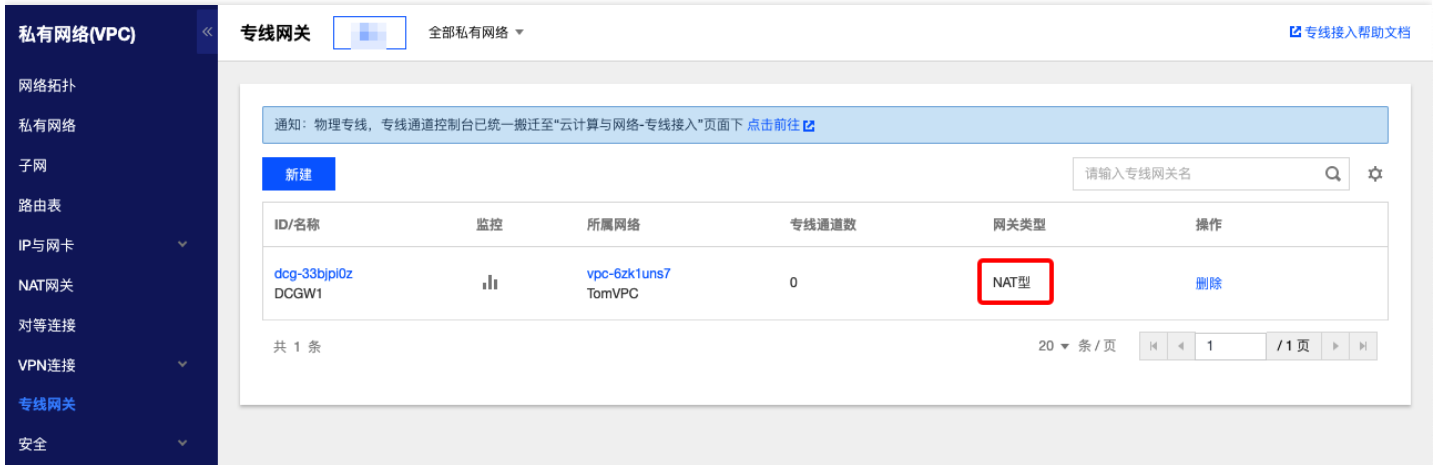 私有网络(VPC)
专线网关
全部私有网络
专线接入帮助文档
网络拓扑
私有网络
子网
路由表
IP与网卡
NAT网关
对等连接
VPN连接
专线网关
安全
通知：物理专线，专线通道控制台已统一搬迁至“云计算与网络-专线接入”页面下 点击前往
新建
请输入专线网关名
ID/名称 监控 所属网络 专线通道数 网关类型 操作
dcg-33bjpi0z vpc-6zk1uns7 0 NAT型 删除
DCGW1 TomVPC
共 1 条 20 条 / 页 1 / 1 页